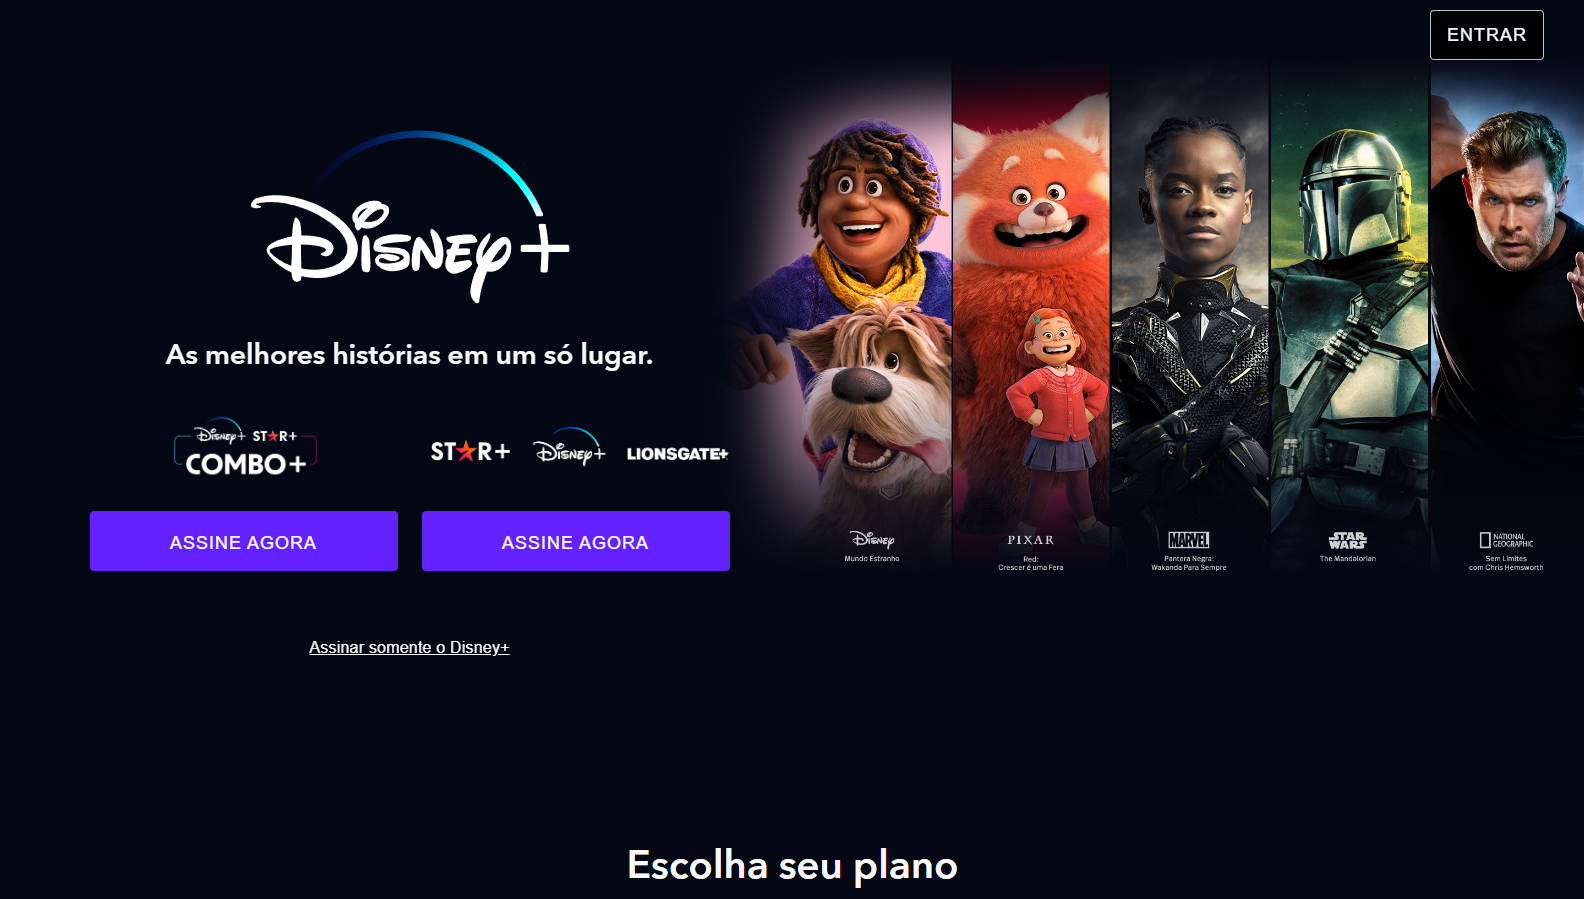 ENTRAR
DISNEY+
As melhores histórias em um só lugar.
DISNEY+ STAR+
COMBO+
STAR+ DISNEY+ LIONSGATE+
ASSINE AGORA
ASSINE AGORA
Assinar somente o Disney+
DISNEY
Mundo Estranho
PIXAR
Red:
Crescer é uma Fera
MARVEL
Pantera Negra:
Wakanda Para Sempre
STAR
WARS
The Mandalorian
NATIONAL
GEOGRAPHIC
Sem Limites
com Chris Hemsworth
Escolha seu plano